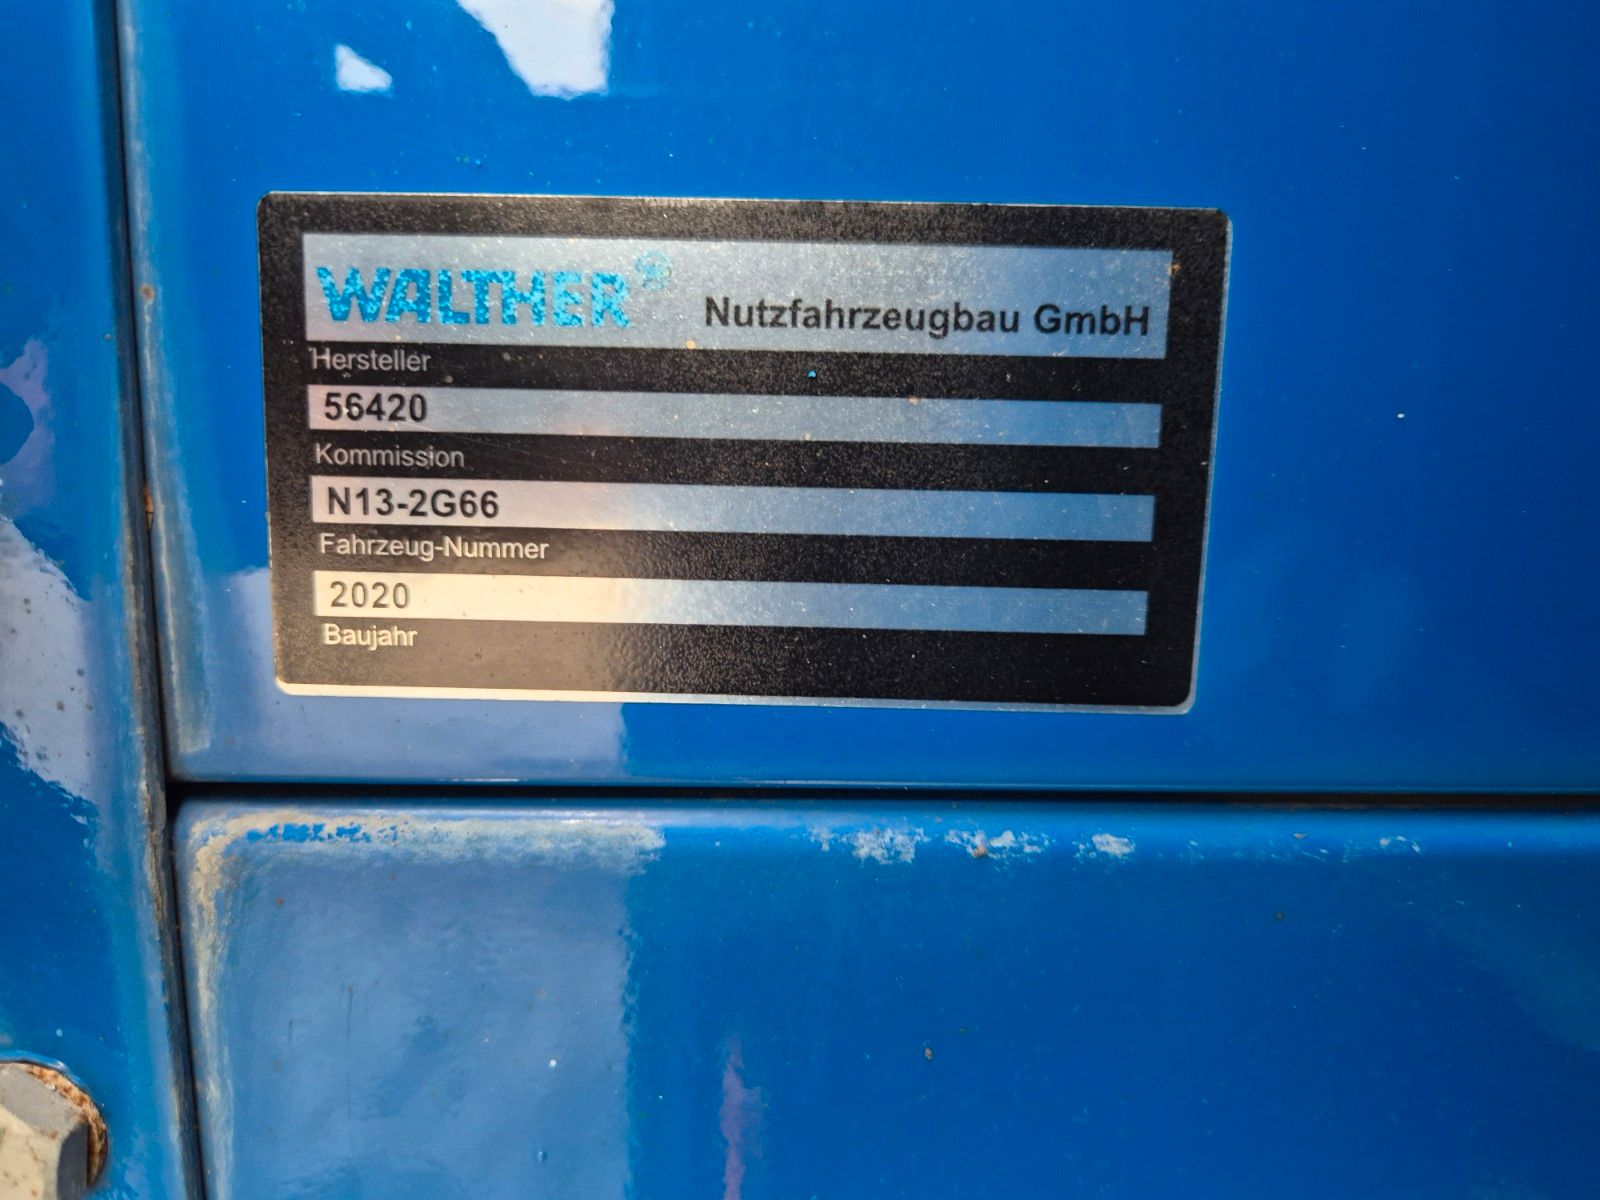 WALTHER® Nutzfahrzeugbau GmbH
Hersteller
56420
Kommission
N13-2G66
Fahrzeug-Nummer
2020
Baujahr